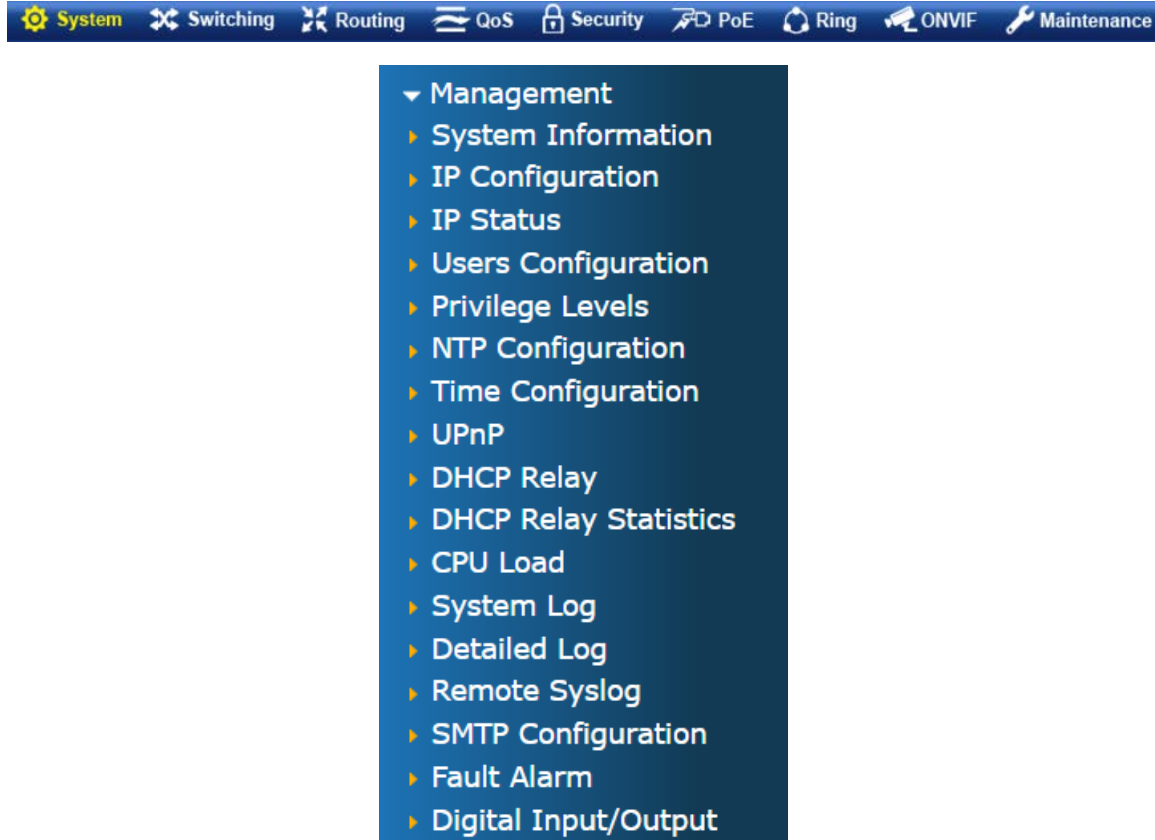 System Switching Routing QoS Security PoE Ring ONVIF Maintenance
Management
System Information
IP Configuration
IP Status
Users Configuration
Privilege Levels
NTP Configuration
Time Configuration
UPnP
DHCP Relay
DHCP Relay Statistics
CPU Load
System Log
Detailed Log
Remote Syslog
SMTP Configuration
Fault Alarm
Digital Input/Output